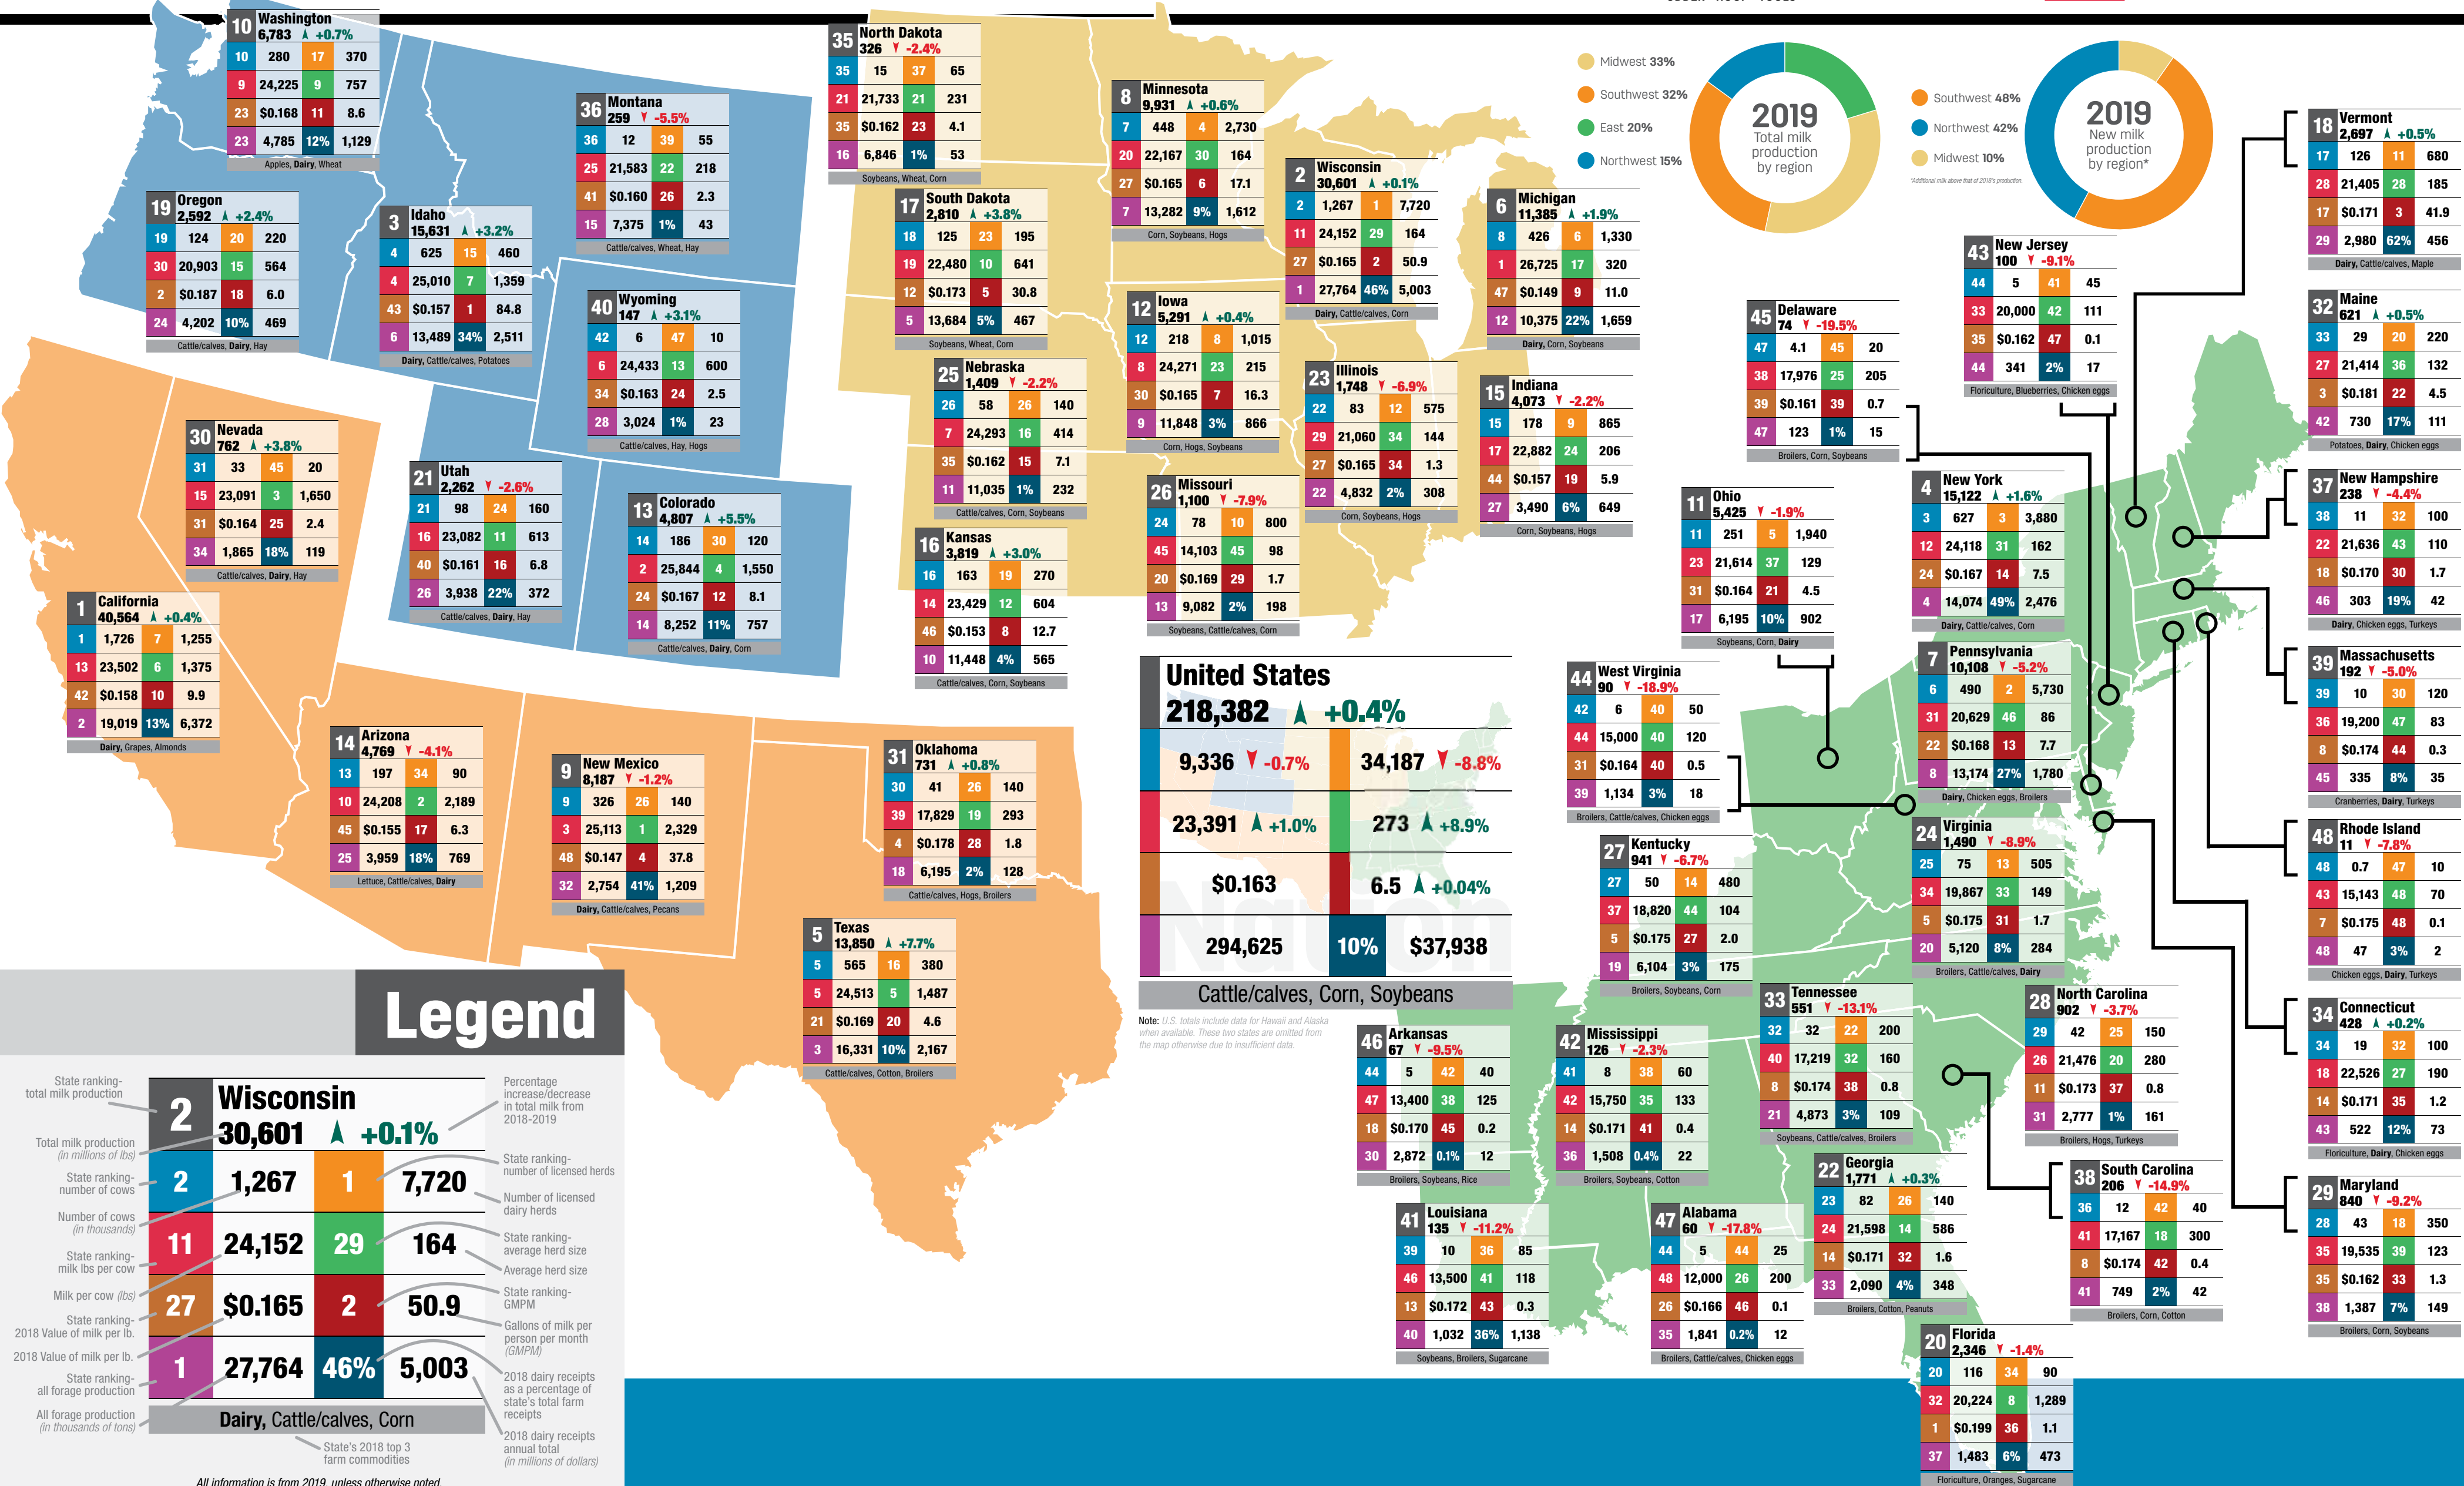 10 Washington
6,783 +0.7%
10 280 17 370
9 24,225 9 757
23 $0.168 11 8.6
23 4,785 12% 1,129
Apples, Dairy, Wheat
19 Oregon
2,592 +2.4%
19 124 20 220
30 20,903 15 564
2 $0.187 18 6.0
24 4,202 10% 469
Cattle/calves, Dairy, Hay
3 Idaho
15,631 +3.2%
4 625 15 460
4 25,010 7 1,359
43 $0.157 1 84.8
6 13,489 34% 2,511
Dairy, Cattle/calves, Potatoes
36 Montana
259 -5.5%
36 12 39 55
25 21,583 22 218
41 $0.160 26 2.3
15 7,375 1% 43
Cattle/calves, Wheat, Hay
40 Wyoming
147 +3.1%
42 6 47 10
6 24,433 13 600
34 $0.163 24 2.5
28 3,024 1% 23
Cattle/calves, Hay, Hogs
30 Nevada
762 +3.8%
31 33 45 20
15 23,091 3 1,650
31 $0.164 25 2.4
34 1,865 18% 119
Cattle/calves, Dairy, Hay
21 Utah
2,262 -2.6%
21 98 24 160
16 23,082 11 613
40 $0.161 16 6.8
26 3,938 22% 372
Cattle/calves, Dairy, Hay
13 Colorado
4,807 +5.5%
14 186 30 120
2 25,844 4 1,550
24 $0.167 12 8.1
14 8,252 11% 757
Cattle/calves, Dairy, Corn
1 California
40,564 +0.4%
1 1,726 7 1,255
13 23,502 6 1,375
42 $0.158 10 9.9
2 19,019 13% 6,372
Dairy, Grapes, Almonds
14 Arizona
4,769 -4.1%
13 197 34 90
10 24,208 2 2,189
45 $0.155 17 6.3
25 3,959 18% 769
Lettuce, Cattle/calves, Dairy
9 New Mexico
8,187 -1.2%
9 326 26 140
3 25,113 1 2,329
48 $0.147 4 37.8
32 2,754 41% 1,209
Dairy, Cattle/calves, Pecans
31 Oklahoma
731 +0.8%
30 41 26 140
39 17,829 19 293
4 $0.178 28 1.8
18 6,195 2% 128
Cattle/calves, Hogs, Broilers
5 Texas
13,850 +7.7%
5 565 16 380
5 24,513 5 1,487
21 $0.169 20 4.6
3 16,331 10% 2,167
Cattle/calves, Cotton, Broilers
35 North Dakota
326 -2.4%
35 15 37 65
21 21,733 21 231
35 $0.162 23 4.1
16 6,846 1% 53
Soybeans, Wheat, Corn
17 South Dakota
2,810 +3.8%
18 125 23 195
19 22,480 10 641
12 $0.173 5 30.8
5 13,684 5% 467
Soybeans, Wheat, Corn
25 Nebraska
1,409 -2.2%
26 58 26 140
7 24,293 16 414
35 $0.162 15 7.1
11 11,035 1% 232
Cattle/calves, Corn, Soybeans
16 Kansas
3,819 +3.0%
16 163 19 270
14 23,429 12 604
46 $0.153 8 12.7
10 11,448 4% 565
Cattle/calves, Corn, Soybeans
8 Minnesota
9,931 +0.6%
7 448 4 2,730
20 22,167 30 164
27 $0.165 6 17.1
7 13,282 9% 1,612
Corn, Soybeans, Hogs
2 Wisconsin
30,601 +0.1%
2 1,267 1 7,720
11 24,152 29 164
27 $0.165 2 50.9
1 27,764 46% 5,003
Dairy, Cattle/calves, Corn
6 Michigan
11,385 +1.9%
8 426 6 1,330
1 26,725 17 320
47 $0.149 9 11.0
12 10,375 22% 1,659
Dairy, Corn, Soybeans
12 Iowa
5,291 +0.4%
12 218 8 1,015
8 24,271 23 215
30 $0.165 7 16.3
9 11,848 3% 866
Corn, Hogs, Soybeans
23 Illinois
1,748 -6.9%
22 83 12 575
29 21,060 34 144
27 $0.165 34 1.3
22 4,832 2% 308
Corn, Soybeans, Hogs
15 Indiana
4,073 -2.2%
15 178 9 865
17 22,882 24 206
44 $0.157 19 5.9
27 3,490 6% 649
Corn, Soybeans, Hogs
26 Missouri
1,100 -7.9%
24 78 10 800
45 14,103 45 98
20 $0.169 29 1.7
13 9,082 2% 198
Soybeans, Cattle/calves, Corn
Midwest 33%
Southwest 32%
East 20%
Northwest 15%
2019
Total milk
production
by region
Southwest 48%
Northwest 42%
Midwest 10%
*Additional milk above that of 2018's production.
2019
New milk
production
by region*
United States
218,382 +0.4%
9,336 -0.7% 34,187 -8.8%
23,391 +1.0% 273 +8.9%
$0.163 6.5 +0.04%
294,625 10% $37,938
Nation
Cattle/calves, Corn, Soybeans
Note: U.S. totals include data for Hawaii and Alaska
when available. These two states are omitted from
the map otherwise due to insufficient data.
18 Vermont
2,697 +0.5%
17 126 11 680
28 21,405 28 185
17 $0.171 3 41.9
29 2,980 62% 456
Dairy, Cattle/calves, Maple
43 New Jersey
100 -9.1%
44 5 41 45
33 20,000 42 111
35 $0.162 47 0.1
44 341 2% 17
Floriculture, Blueberries, Chicken eggs
45 Delaware
74 -19.5%
47 4.1 45 20
38 17,976 25 205
39 $0.161 39 0.7
47 123 1% 15
Broilers, Corn, Soybeans
32 Maine
621 +0.5%
33 29 20 220
27 21,414 36 132
3 $0.181 22 4.5
42 730 17% 111
Potatoes, Dairy, Chicken eggs
11 Ohio
5,425 -1.9%
11 251 5 1,940
23 21,614 37 129
31 $0.164 21 4.5
17 6,195 10% 902
Soybeans, Corn, Dairy
4 New York
15,122 +1.6%
3 627 3 3,880
12 24,118 31 162
24 $0.167 14 7.5
4 14,074 49% 2,476
Dairy, Cattle/calves, Corn
37 New Hampshire
238 -4.4%
38 11 32 100
22 21,636 43 110
18 $0.170 30 1.7
46 303 19% 42
Dairy, Chicken eggs, Turkeys
7 Pennsylvania
10,108 -5.2%
6 490 2 5,730
31 20,629 46 86
22 $0.168 13 7.7
8 13,174 27% 1,780
Dairy, Chicken eggs, Broilers
39 Massachusetts
192 -5.0%
39 10 30 120
36 19,200 47 83
8 $0.174 44 0.3
45 335 8% 35
Cranberries, Dairy, Turkeys
44 West Virginia
90 -18.9%
42 6 40 50
44 15,000 40 120
31 $0.164 40 0.5
39 1,134 3% 18
Broilers, Cattle/calves, Chicken eggs
24 Virginia
1,490 -8.9%
25 75 13 505
34 19,867 33 149
5 $0.175 31 1.7
20 5,120 8% 284
Broilers, Cattle/calves, Dairy
48 Rhode Island
11 -7.8%
48 0.7 47 10
43 15,143 48 70
7 $0.175 48 0.1
48 47 3% 2
Chicken eggs, Dairy, Turkeys
27 Kentucky
941 -6.7%
27 50 14 480
37 18,820 44 104
5 $0.175 27 2.0
19 6,104 3% 175
Broilers, Soybeans, Corn
33 Tennessee
551 -13.1%
32 32 22 200
40 17,219 32 160
8 $0.174 38 0.8
21 4,873 3% 109
Soybeans, Cattle/calves, Broilers
28 North Carolina
902 -3.7%
29 42 25 150
26 21,476 20 280
11 $0.173 37 0.8
31 2,777 1% 161
Broilers, Hogs, Turkeys
34 Connecticut
428 +0.2%
34 19 32 100
18 22,526 27 190
14 $0.171 35 1.2
43 522 12% 73
Floriculture, Dairy, Chicken eggs
46 Arkansas
67 -9.5%
44 5 42 40
47 13,400 38 125
18 $0.170 45 0.2
30 2,872 0.1% 12
Broilers, Soybeans, Rice
42 Mississippi
126 -2.3%
41 8 38 60
42 15,750 35 133
14 $0.171 41 0.4
36 1,508 0.4% 22
Broilers, Soybeans, Cotton
22 Georgia
1,771 +0.3%
23 82 26 140
24 21,598 14 586
14 $0.171 32 1.6
33 2,090 4% 348
Broilers, Cotton, Peanuts
38 South Carolina
206 -14.9%
36 12 42 40
41 17,167 18 300
8 $0.174 42 0.4
41 749 2% 42
Broilers, Corn, Cotton
29 Maryland
840 -9.2%
28 43 18 350
35 19,535 39 123
35 $0.162 33 1.3
38 1,387 7% 149
Broilers, Corn, Soybeans
41 Louisiana
135 -11.2%
39 10 36 85
46 13,500 41 118
13 $0.172 43 0.3
40 1,032 36% 1,138
Soybeans, Broilers, Sugarcane
47 Alabama
60 -17.8%
44 5 44 25
48 12,000 26 200
26 $0.166 46 0.1
35 1,841 0.2% 12
Broilers, Cattle/calves, Chicken eggs
20 Florida
2,346 -1.4%
20 116 34 90
32 20,224 8 1,289
1 $0.199 36 1.1
37 1,483 6% 473
Floriculture, Oranges, Sugarcane
Legend
State ranking-
total milk production
Total milk production
(in millions of lbs)
State ranking-
number of cows
Number of cows
(in thousands)
State ranking-
milk lbs per cow
Milk per cow (lbs)
State ranking-
2018 Value of milk per lb.
2018 Value of milk per lb.
State ranking-
all forage production
All forage production
(in thousands of tons)
2 Wisconsin
30,601 +0.1%
2 1,267 1 7,720
11 24,152 29 164
27 $0.165 2 50.9
1 27,764 46% 5,003
Dairy, Cattle/calves, Corn
Percentage
increase/decrease
in total milk from
2018-2019
State ranking-
number of licensed herds
Number of licensed
dairy herds
State ranking-
average herd size
Average herd size
State ranking-
GMPM
Gallons of milk per
person per month
(GMPM)
2018 dairy receipts
as a percentage of
state's total farm
receipts
2018 dairy receipts
annual total
(in millions of dollars)
State's 2018 top 3
farm commodities
All information is from 2019, unless otherwise noted.